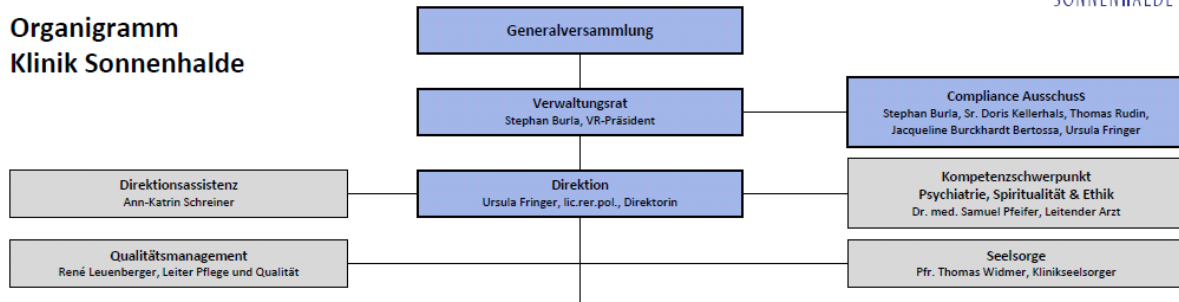 SONNENHALDE
Organigramm
Klinik Sonnenhalde
Generalversammlung
Verwaltungsrat
Stephan Burla, VR-Präsident
Compliance Ausschuss
Stephan Burla, Sr. Doris Kellerhals, Thomas Rudin,
Jacqueline Burckhardt Bertossa, Ursula Fringer
Direktionsassistenz
Ann-Katrin Schreiner
Direktion
Ursula Fringer, lic.rer.pol., Direktorin
Kompetenzschwerpunkt
Psychiatrie, Spiritualität & Ethik
Dr. med. Samuel Pfeifer, Leitender Arzt
Qualitätsmanagement
René Leuenberger, Leiter Pflege und Qualität
Seelsorge
Pfr. Thomas Widmer, Klinikseelsorger